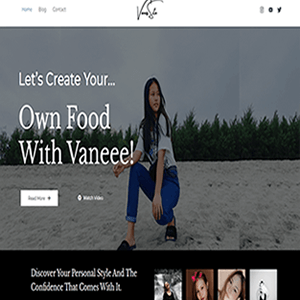 Home Blog Contact
Let's Create Your...
Own Food
With Vaneee!
Read More → Watch Video
Discover Your Personal Style And The
Confidence That Comes With It.